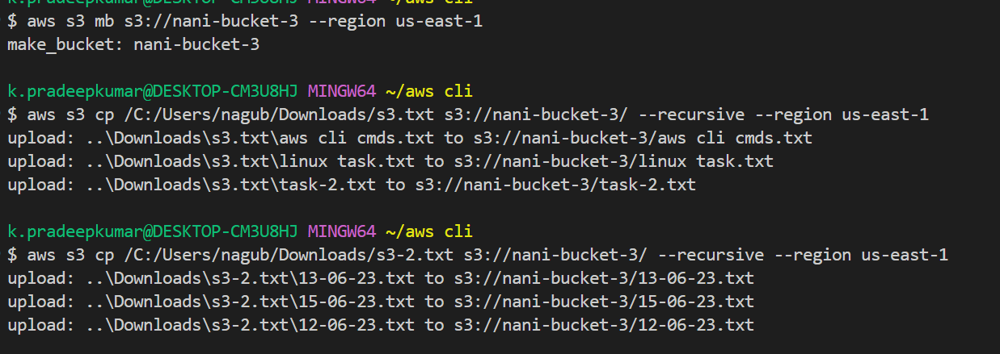 k.pradeepkumar@DESKTOP-CM3U8HJ MINGW64 ~/aws cli
$ aws s3 mb s3://nani-bucket-3 --region us-east-1
make_bucket: nani-bucket-3
k.pradeepkumar@DESKTOP-CM3U8HJ MINGW64 ~/aws cli
$ aws s3 cp /C:/Users/nagub/Downloads/s3.txt s3://nani-bucket-3/ --recursive --region us-east-1
upload: ..\Downloads\s3.txt\aws cli cmds.txt to s3://nani-bucket-3/aws cli cmds.txt
upload: ..\Downloads\s3.txt\linux task.txt to s3://nani-bucket-3/linux task.txt
upload: ..\Downloads\s3.txt\task-2.txt to s3://nani-bucket-3/task-2.txt
k.pradeepkumar@DESKTOP-CM3U8HJ MINGW64 ~/aws cli
$ aws s3 cp /C:/Users/nagub/Downloads/s3-2.txt s3://nani-bucket-3/ --recursive --region us-east-1
upload: ..\Downloads\s3-2.txt\13-06-23.txt to s3://nani-bucket-3/13-06-23.txt
upload: ..\Downloads\s3-2.txt\15-06-23.txt to s3://nani-bucket-3/15-06-23.txt
upload: ..\Downloads\s3-2.txt\12-06-23.txt to s3://nani-bucket-3/12-06-23.txt